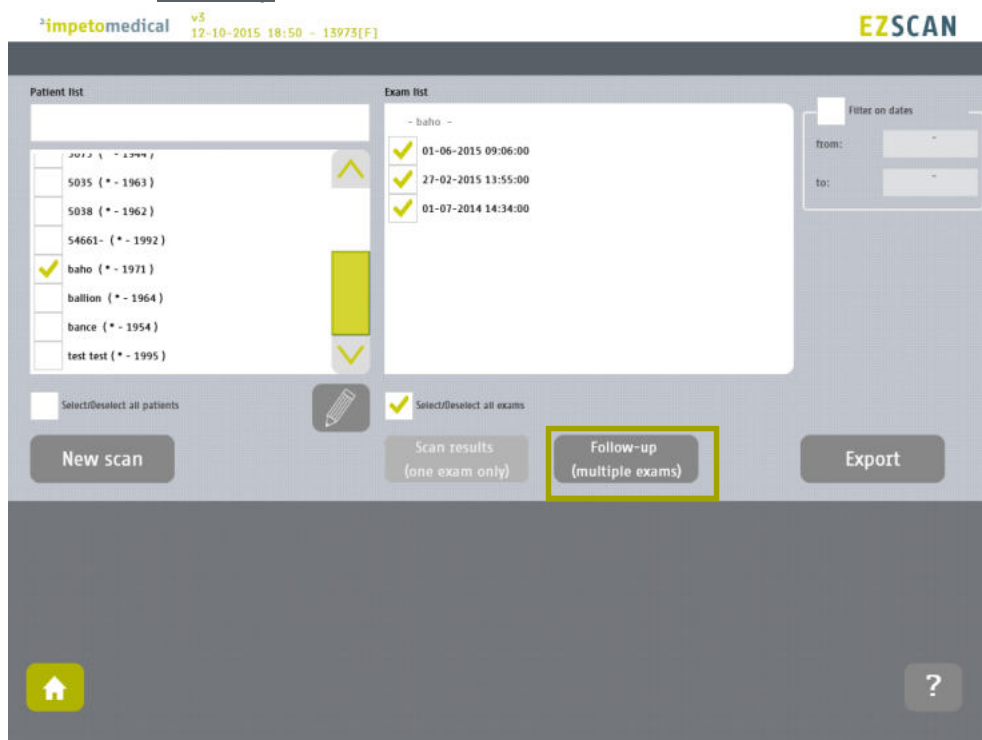 ²impetomedical
v3
12-10-2015 18:50 - 13973[F]
EZSCAN
Patient list
5035 ( * - 1963 )
5038 ( * - 1962 )
54661- ( * - 1992 )
baho ( * - 1971 )
ballion ( * - 1964 )
bance ( * - 1954 )
test test ( * - 1995 )
Select/Deselect all patients
New scan
Exam list
- baho -
01-06-2015 09:06:00
27-02-2015 13:55:00
01-07-2014 14:34:00
Select/Deselect all exams
Scan results
(one exam only)
Follow-up
(multiple exams)
Filter on dates
from: -
to: -
Export
?